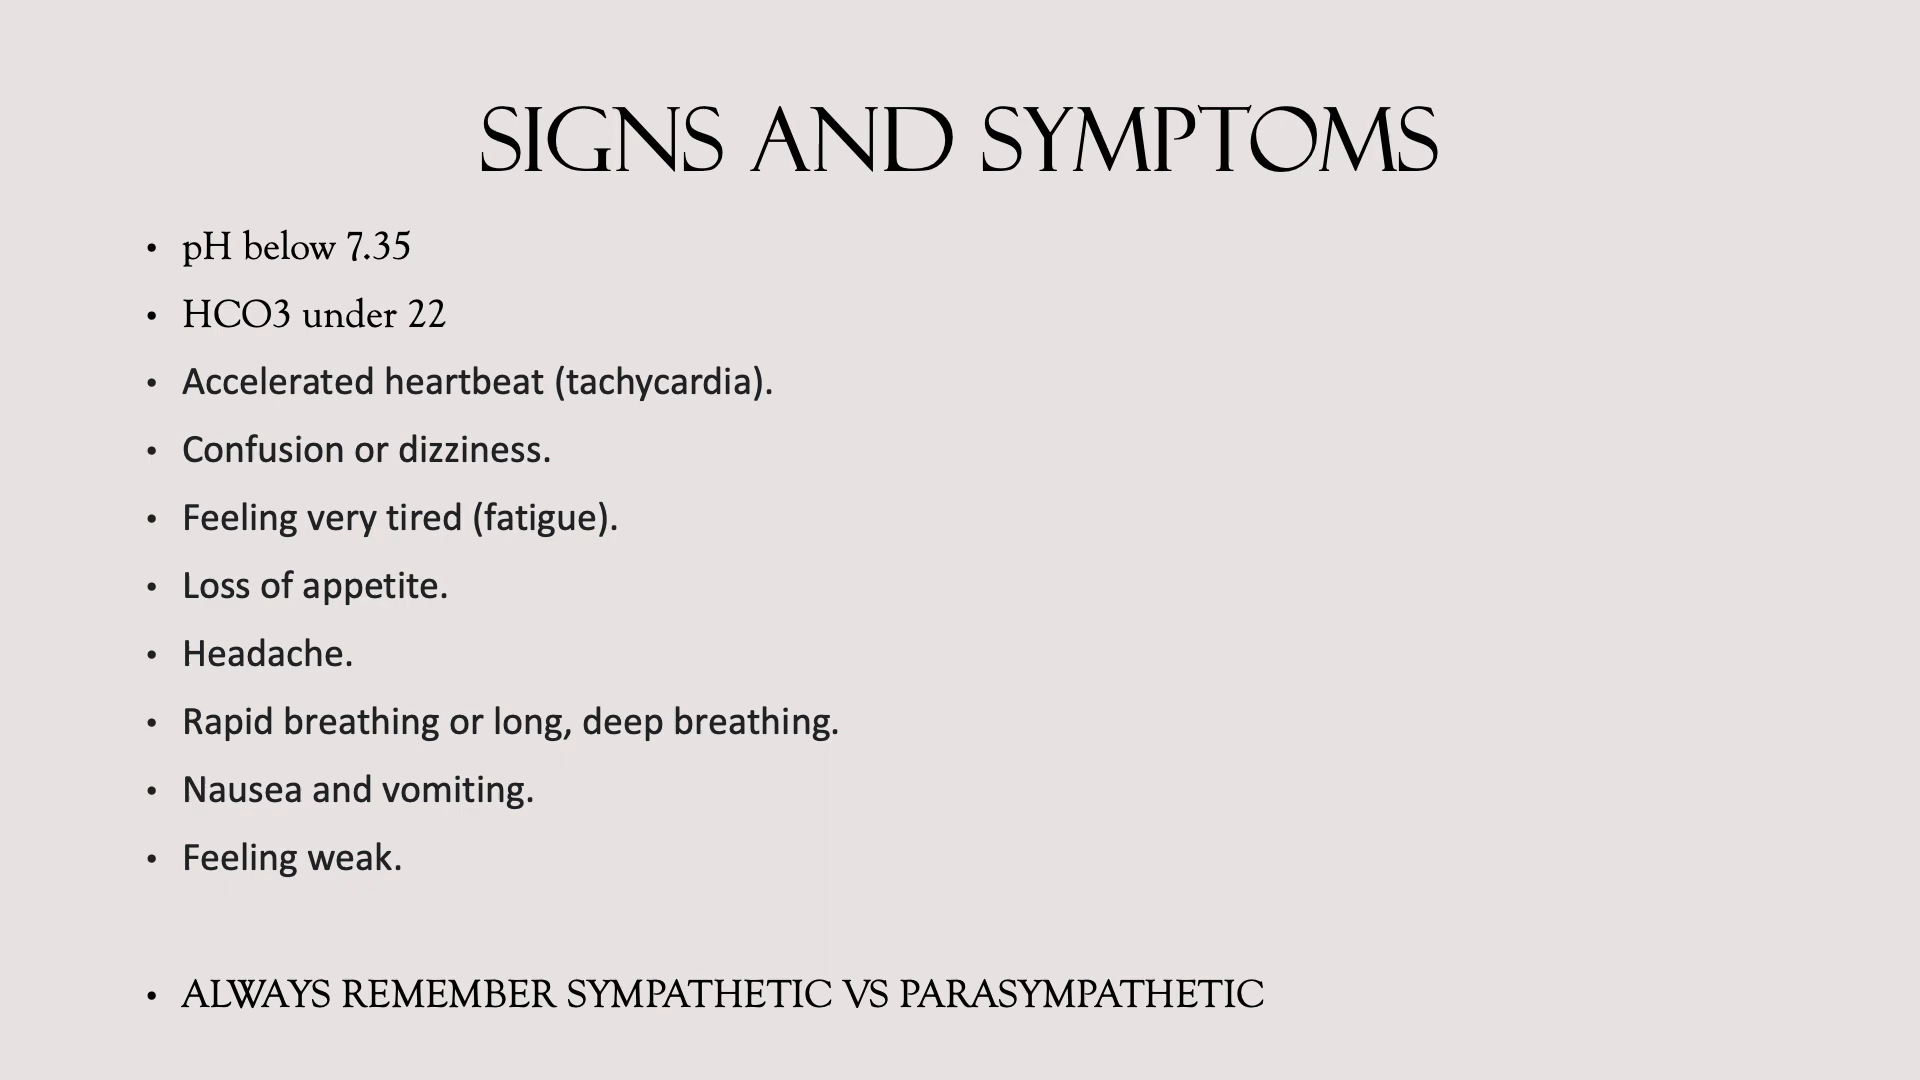 SIGNS AND SYMPTOMS
• pH below 7.35
• HCO3 under 22
• Accelerated heartbeat (tachycardia).
• Confusion or dizziness.
• Feeling very tired (fatigue).
• Loss of appetite.
• Headache.
• Rapid breathing or long, deep breathing.
• Nausea and vomiting.
• Feeling weak.
• ALWAYS REMEMBER SYMPATHETIC VS PARASYMPATHETIC